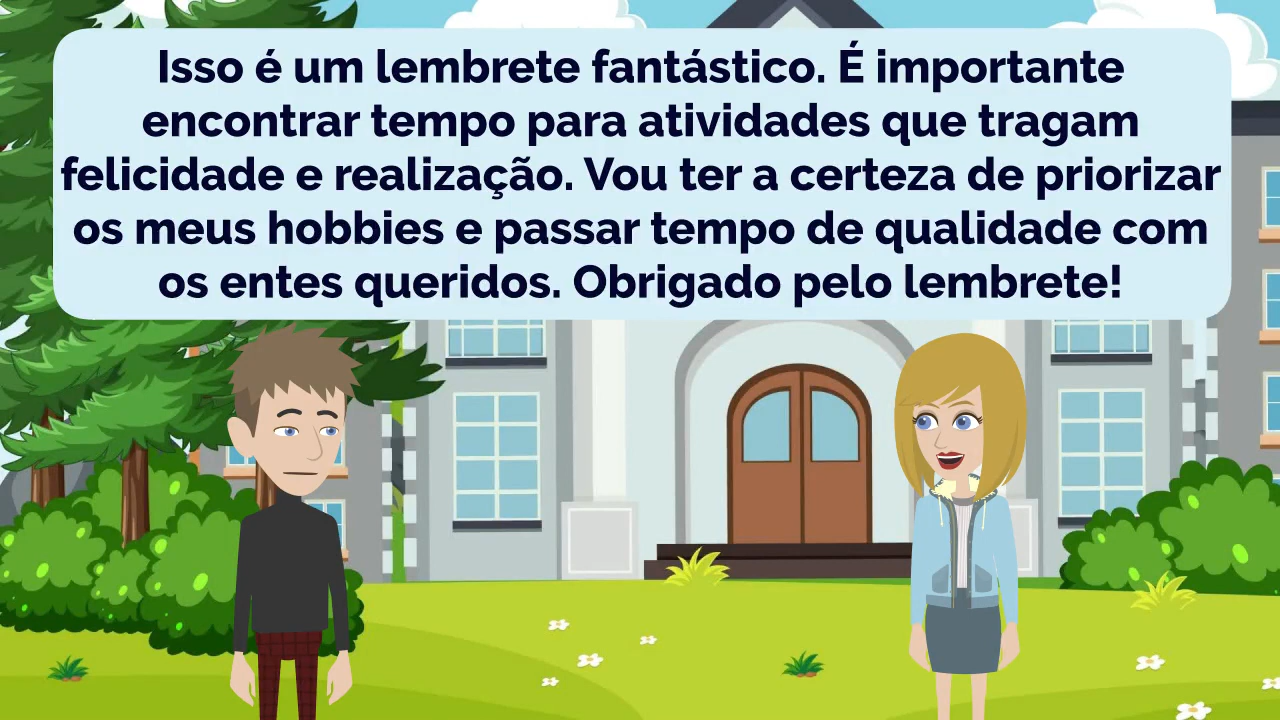 Isso é um lembrete fantástico. É importante
encontrar tempo para atividades que tragam
felicidade e realização. Vou ter a certeza de priorizar
os meus hobbies e passar tempo de qualidade com
os entes queridos. Obrigado pelo lembrete!